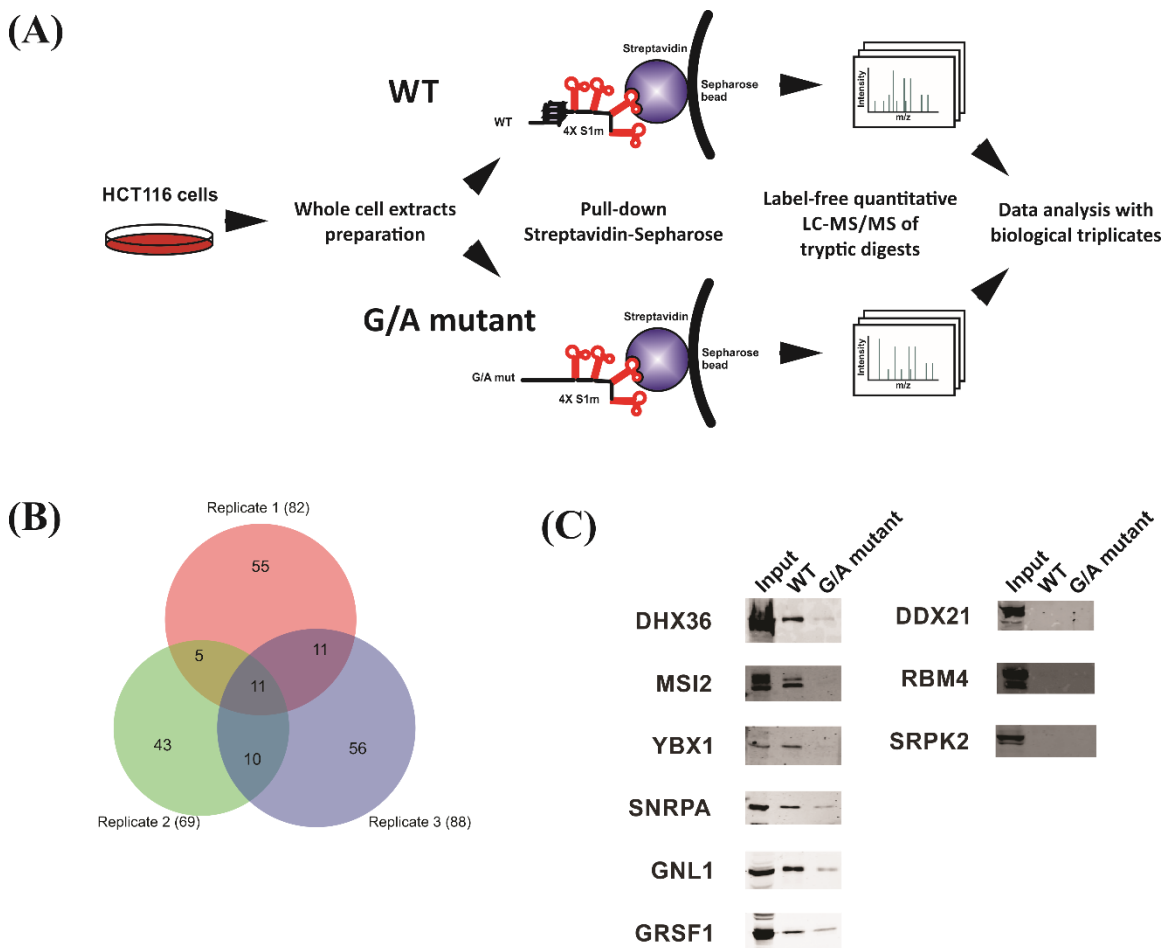 (A)
WT
Streptavidin
Sepharose
bead
WT
4X S1m
Intensity
m/z
HCT116 cells
Whole cell extracts
preparation
Pull-down
Streptavidin-Sepharose
Label-free quantitative
LC-MS/MS of
tryptic digests
Data analysis with
biological triplicates
G/A mutant
Streptavidin
Sepharose
bead
G/A mut
4X S1m
Intensity
m/z
(B)
Replicate 1 (82)
55
5
11
11
43
10
56
Replicate 2 (69)
Replicate 3 (88)
(C)
Input
WT
G/A mutant
DHX36
MSI2
YBX1
SNRPA
GNL1
GRSF1
Input
WT
G/A mutant
DDX21
RBM4
SRPK2